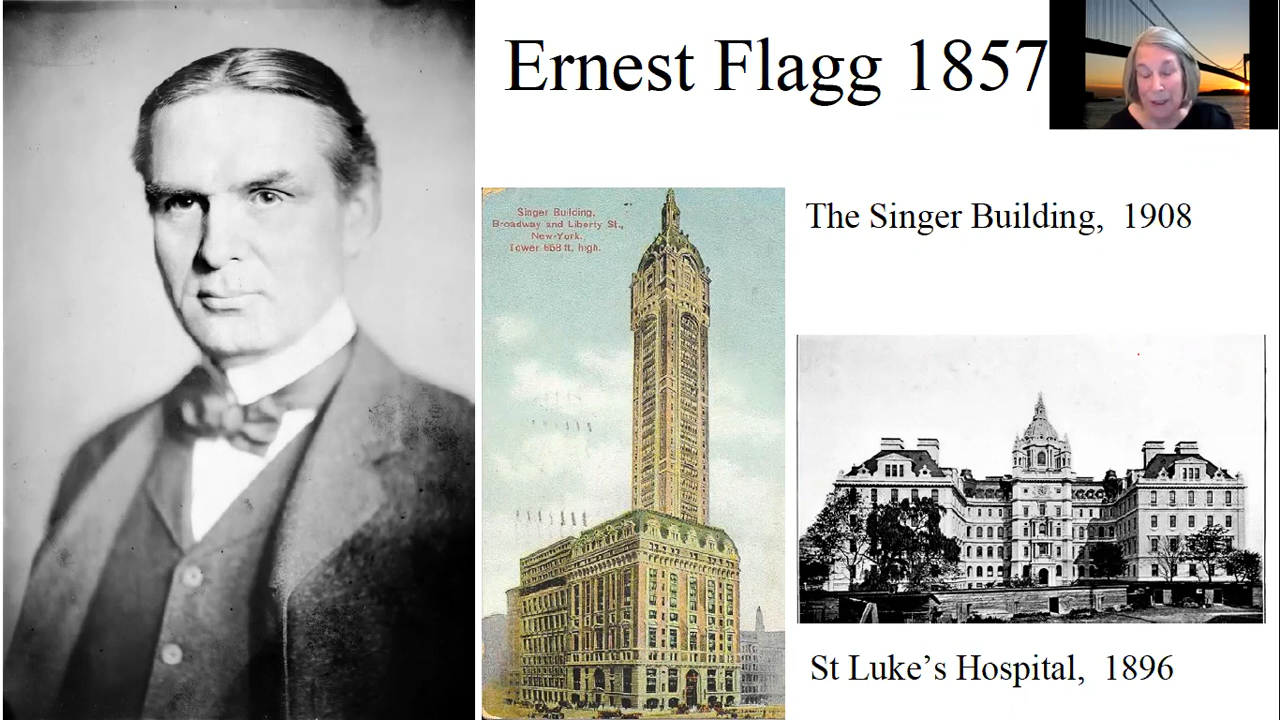 Ernest Flagg 1857
Singer Building,
Broadway and Liberty St.,
New-York.
Tower 658 ft. high.
The Singer Building, 1908
St Luke’s Hospital, 1896